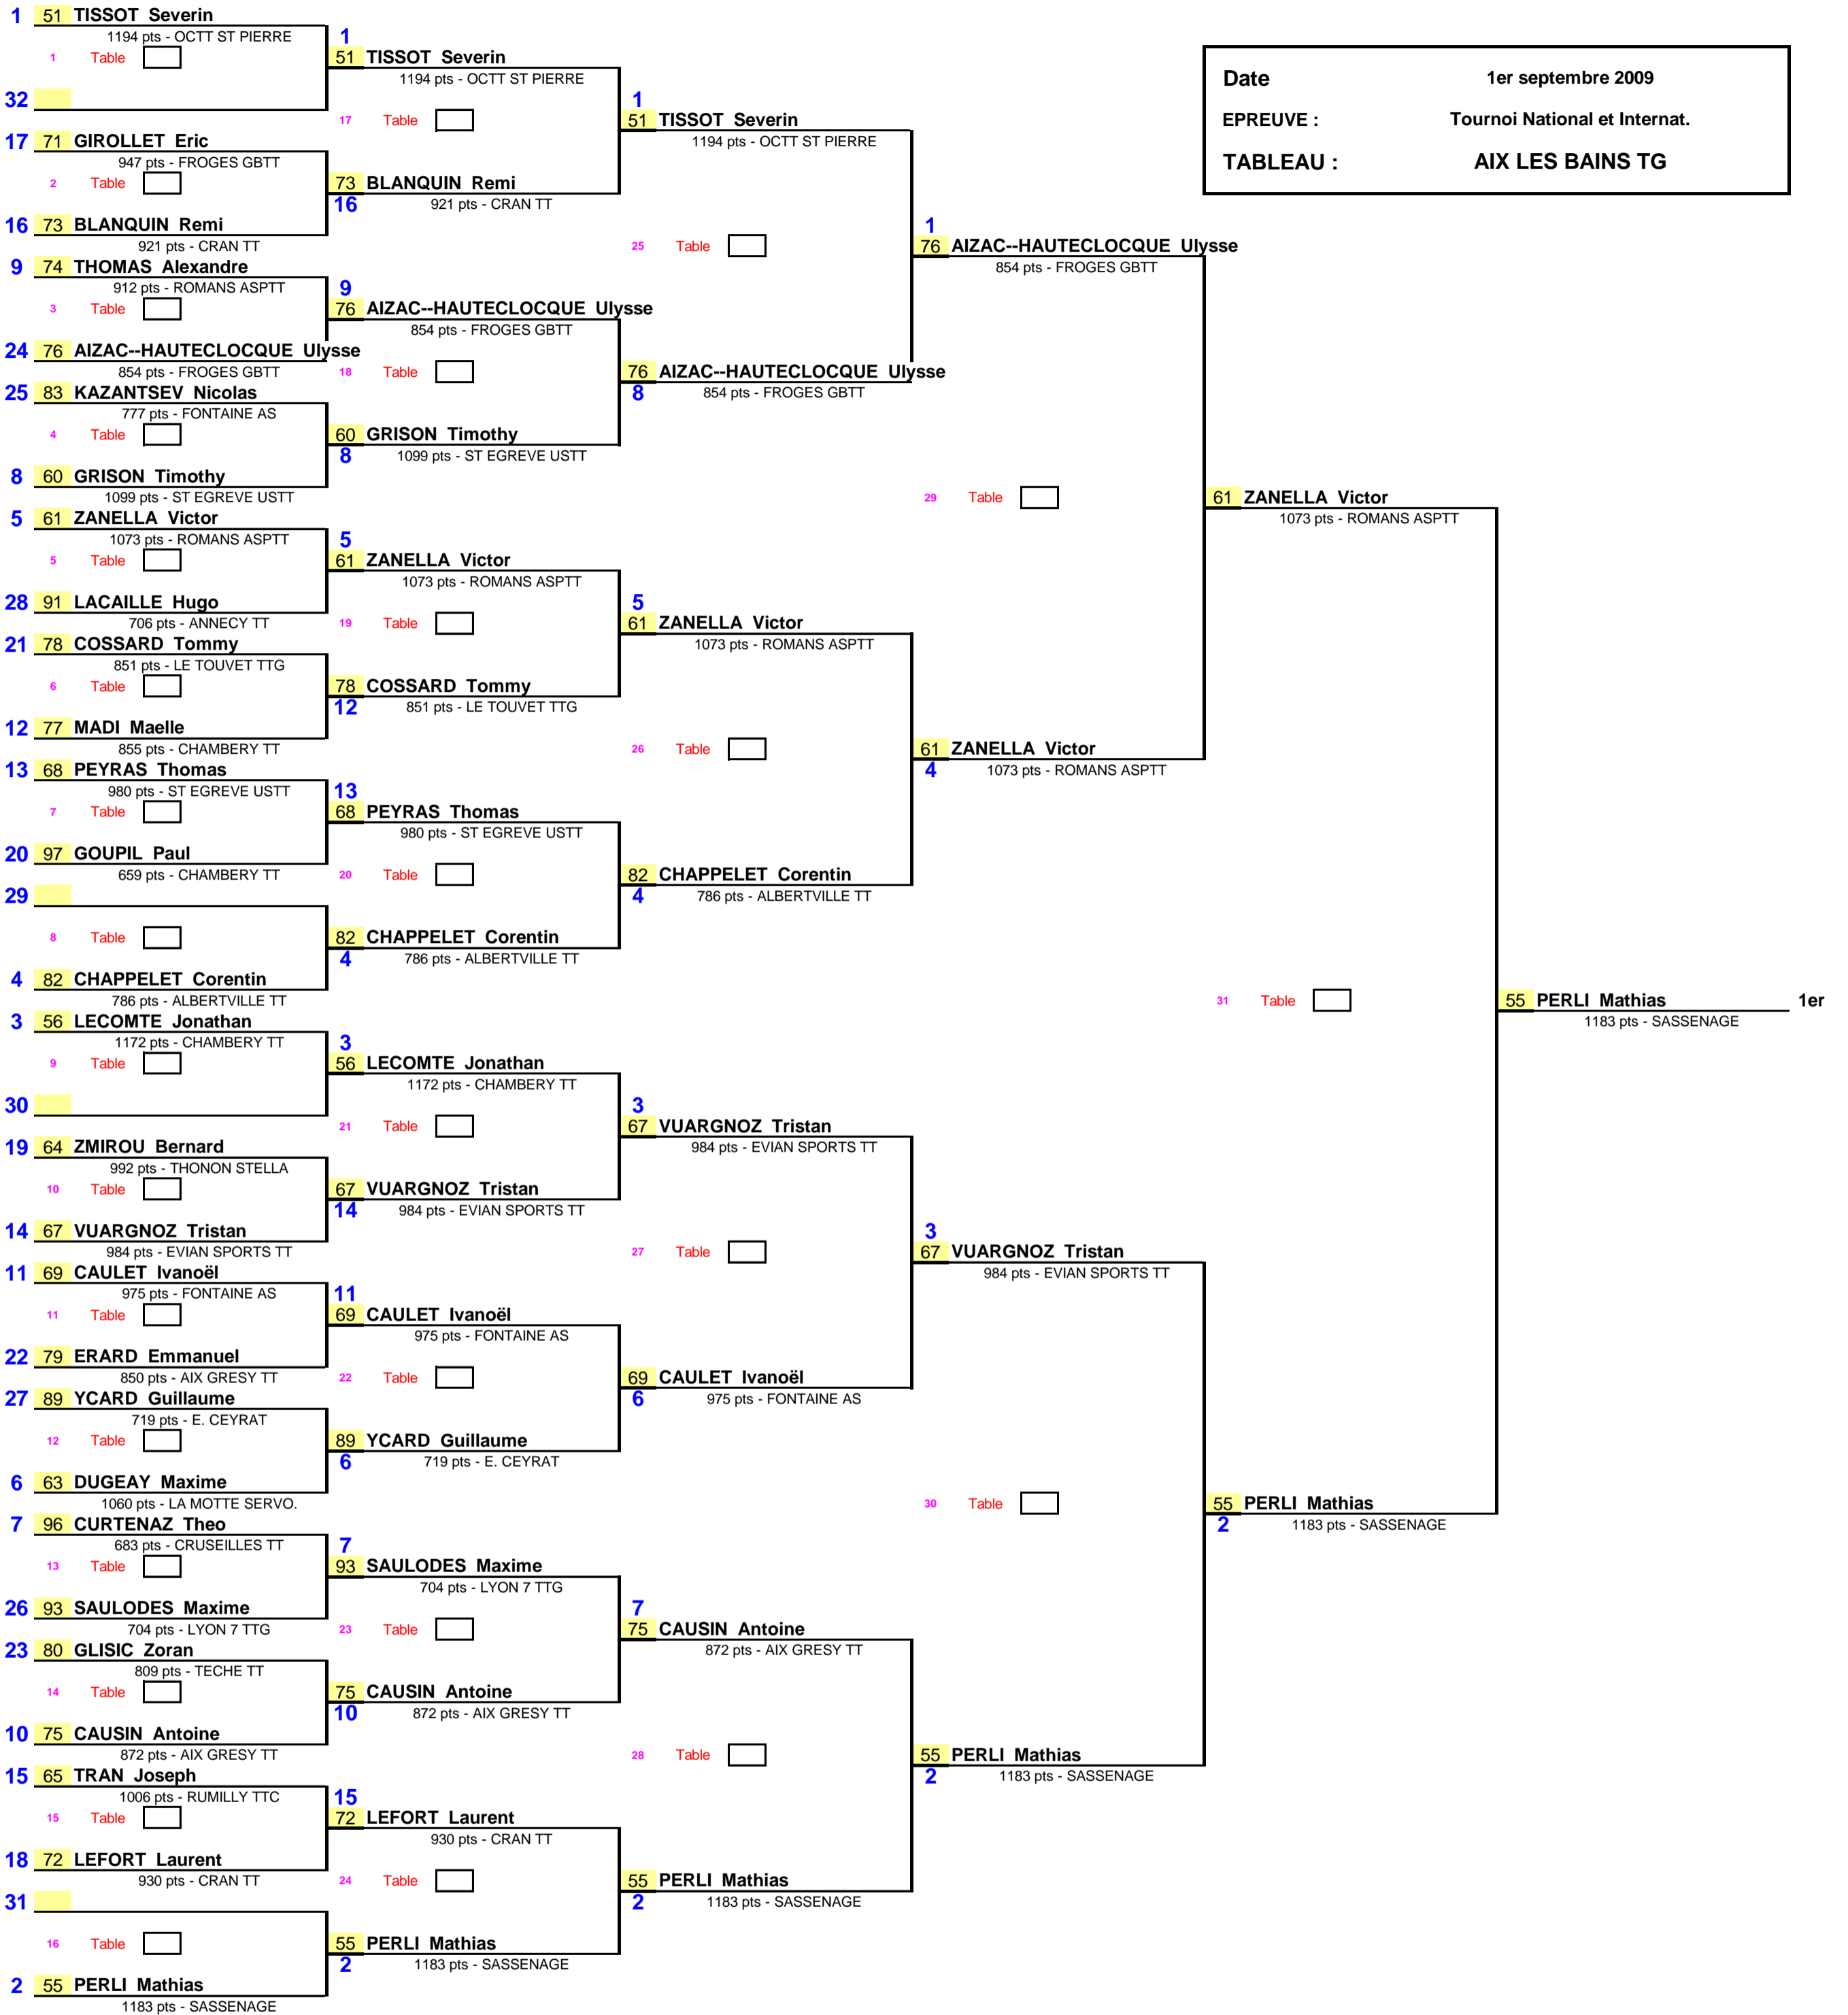 Date 1er septembre 2009
EPREUVE : Tournoi National et Internat.
TABLEAU : AIX LES BAINS TG
1 51 TISSOT Severin
1194 pts - OCTT ST PIERRE
1 Table
32
17 71 GIROLLET Eric
947 pts - FROGES GBTT
2 Table
16 73 BLANQUIN Remi
921 pts - CRAN TT
9 74 THOMAS Alexandre
912 pts - ROMANS ASPTT
3 Table
24 76 AIZAC--HAUTECLOCQUE Ulysse
854 pts - FROGES GBTT
25 83 KAZANTSEV Nicolas
777 pts - FONTAINE AS
4 Table
8 60 GRISON Timothy
1099 pts - ST EGREVE USTT
5 61 ZANELLA Victor
1073 pts - ROMANS ASPTT
5 Table
28 91 LACAILLE Hugo
706 pts - ANNECY TT
21 78 COSSARD Tommy
851 pts - LE TOUVET TTG
6 Table
12 77 MADI Maelle
855 pts - CHAMBERY TT
13 68 PEYRAS Thomas
980 pts - ST EGREVE USTT
7 Table
20 97 GOUPIL Paul
659 pts - CHAMBERY TT
29
8 Table
4 82 CHAPPELET Corentin
786 pts - ALBERTVILLE TT
3 56 LECOMTE Jonathan
1172 pts - CHAMBERY TT
9 Table
30
19 64 ZMIROU Bernard
992 pts - THONON STELLA
10 Table
14 67 VUARGNOZ Tristan
984 pts - EVIAN SPORTS TT
11 69 CAULET Ivanoël
975 pts - FONTAINE AS
11 Table
22 79 ERARD Emmanuel
850 pts - AIX GRESY TT
27 89 YCARD Guillaume
719 pts - E. CEYRAT
12 Table
6 63 DUGEAY Maxime
1060 pts - LA MOTTE SERVO.
7 96 CURTENAZ Theo
683 pts - CRUSEILLES TT
13 Table
26 93 SAULODES Maxime
704 pts - LYON 7 TTG
23 80 GLISIC Zoran
809 pts - TECHE TT
14 Table
10 75 CAUSIN Antoine
872 pts - AIX GRESY TT
15 65 TRAN Joseph
1006 pts - RUMILLY TTC
15 Table
18 72 LEFORT Laurent
930 pts - CRAN TT
31
16 Table
2 55 PERLI Mathias
1183 pts - SASSENAGE
1
51 TISSOT Severin
1194 pts - OCTT ST PIERRE
17 Table
73 BLANQUIN Remi
16 921 pts - CRAN TT
9
76 AIZAC--HAUTECLOCQUE Ulysse
854 pts - FROGES GBTT
18 Table
60 GRISON Timothy
8 1099 pts - ST EGREVE USTT
5
61 ZANELLA Victor
1073 pts - ROMANS ASPTT
19 Table
78 COSSARD Tommy
12 851 pts - LE TOUVET TTG
13
68 PEYRAS Thomas
980 pts - ST EGREVE USTT
20 Table
82 CHAPPELET Corentin
4 786 pts - ALBERTVILLE TT
3
56 LECOMTE Jonathan
1172 pts - CHAMBERY TT
21 Table
67 VUARGNOZ Tristan
14 984 pts - EVIAN SPORTS TT
11
69 CAULET Ivanoël
975 pts - FONTAINE AS
22 Table
89 YCARD Guillaume
6 719 pts - E. CEYRAT
7
93 SAULODES Maxime
704 pts - LYON 7 TTG
23 Table
75 CAUSIN Antoine
10 872 pts - AIX GRESY TT
15
72 LEFORT Laurent
930 pts - CRAN TT
24 Table
55 PERLI Mathias
2 1183 pts - SASSENAGE
1
51 TISSOT Severin
1194 pts - OCTT ST PIERRE
25 Table
76 AIZAC--HAUTECLOCQUE Ulysse
8 854 pts - FROGES GBTT
5
61 ZANELLA Victor
1073 pts - ROMANS ASPTT
26 Table
82 CHAPPELET Corentin
4 786 pts - ALBERTVILLE TT
3
67 VUARGNOZ Tristan
984 pts - EVIAN SPORTS TT
27 Table
69 CAULET Ivanoël
6 975 pts - FONTAINE AS
7
75 CAUSIN Antoine
872 pts - AIX GRESY TT
28 Table
55 PERLI Mathias
2 1183 pts - SASSENAGE
1
76 AIZAC--HAUTECLOCQUE Ulysse
854 pts - FROGES GBTT
29 Table
61 ZANELLA Victor
4 1073 pts - ROMANS ASPTT
3
67 VUARGNOZ Tristan
984 pts - EVIAN SPORTS TT
30 Table
55 PERLI Mathias
2 1183 pts - SASSENAGE
61 ZANELLA Victor
1073 pts - ROMANS ASPTT
31 Table
55 PERLI Mathias
2 1183 pts - SASSENAGE
55 PERLI Mathias 1er
1183 pts - SASSENAGE